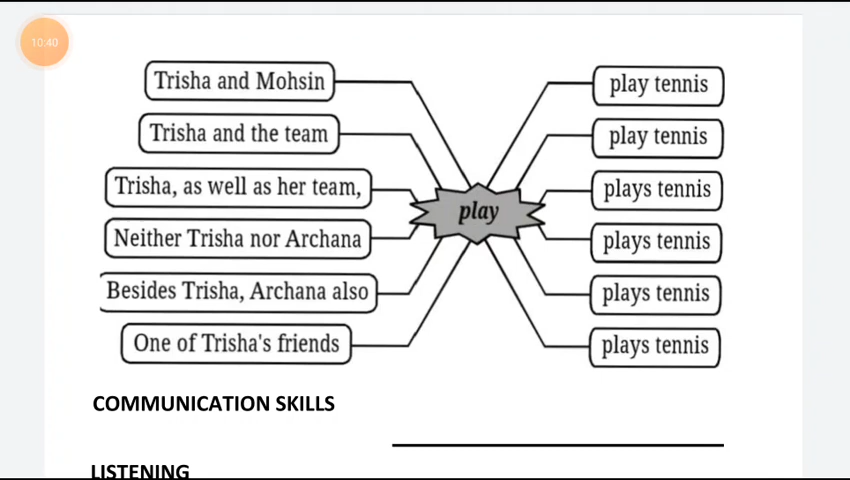 10:40
Trisha and Mohsin
play tennis
Trisha and the team
play tennis
Trisha, as well as her team,
plays tennis
play
Neither Trisha nor Archana
plays tennis
Besides Trisha, Archana also
plays tennis
One of Trisha's friends
plays tennis
COMMUNICATION SKILLS
LISTENING